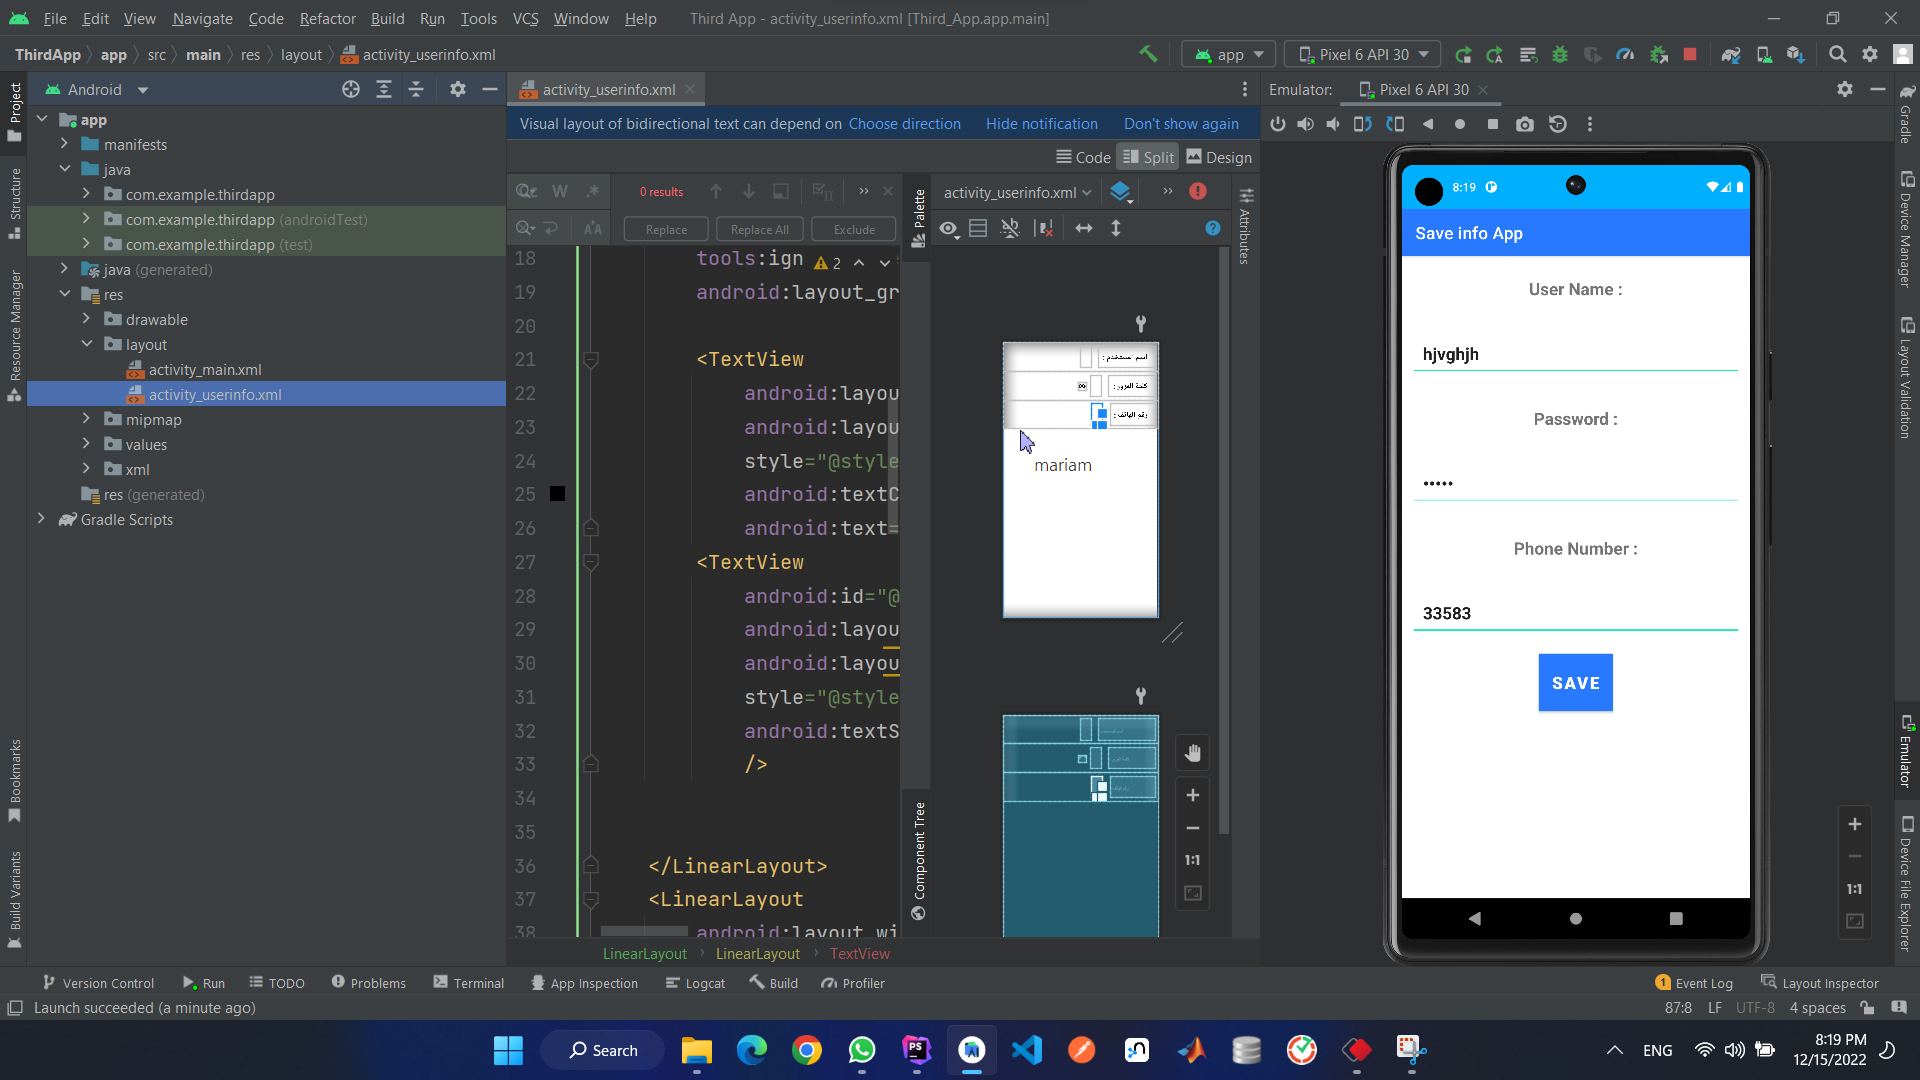 File Edit View Navigate Code Refactor Build Run Tools VCS Window Help Third App - activity_userinfo.xml [Third_App.app.main]
ThirdApp app src main res layout activity_userinfo.xml
app Pixel 6 API 30
Project
Structure
Resource Manager
Bookmarks
Build Variants
Android
app
manifests
java
com.example.thirdapp
com.example.thirdapp (androidTest)
com.example.thirdapp (test)
java (generated)
res
drawable
layout
activity_main.xml
activity_userinfo.xml
mipmap
values
xml
res (generated)
Gradle Scripts
activity_userinfo.xml
Visual layout of bidirectional text can depend on Choose direction Hide notification Don't show again
Code Split Design
W .* 0 results
Replace Replace All Exclude
18 tools:ign 2
19 android:layout_gr
20
21 <TextView
22 android:layou
23 android:layou
24 style="@style
25 android:textC
26 android:text=
27 <TextView
28 android:id="@
29 android:layou
30 android:layou
31 style="@style
32 android:textS
33 />
34
35
36 </LinearLayout>
37 <LinearLayout
38 android:layout_wi
LinearLayout LinearLayout TextView
Palette
Component Tree
activity_userinfo.xml
Attributes
اسم المستخدم :
كلمة المرور :
رقم الهاتف :
mariam
1:1
Emulator: Pixel 6 API 30
8:19
Save info App
User Name :
hjvghjh
Password :
•••••
Phone Number :
33583
SAVE
1:1
Gradle
Device Manager
Layout Validation
Emulator
Device File Explorer
Version Control Run TODO Problems Terminal App Inspection Logcat Build Profiler 1 Event Log Layout Inspector
Launch succeeded (a minute ago) 87:8 LF UTF-8 4 spaces
Search
PS
ENG
8:19 PM
12/15/2022